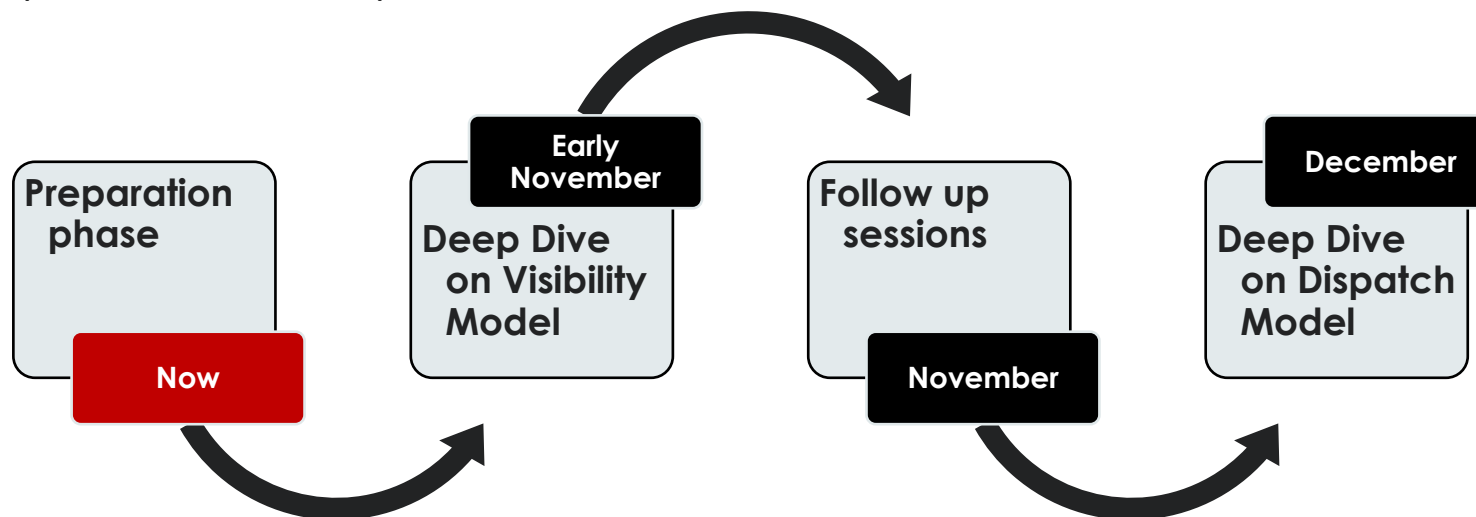 Preparation
phase
Now
Early
November
Deep Dive
on Visibility
Model
Follow up
sessions
November
December
Deep Dive
on Dispatch
Model